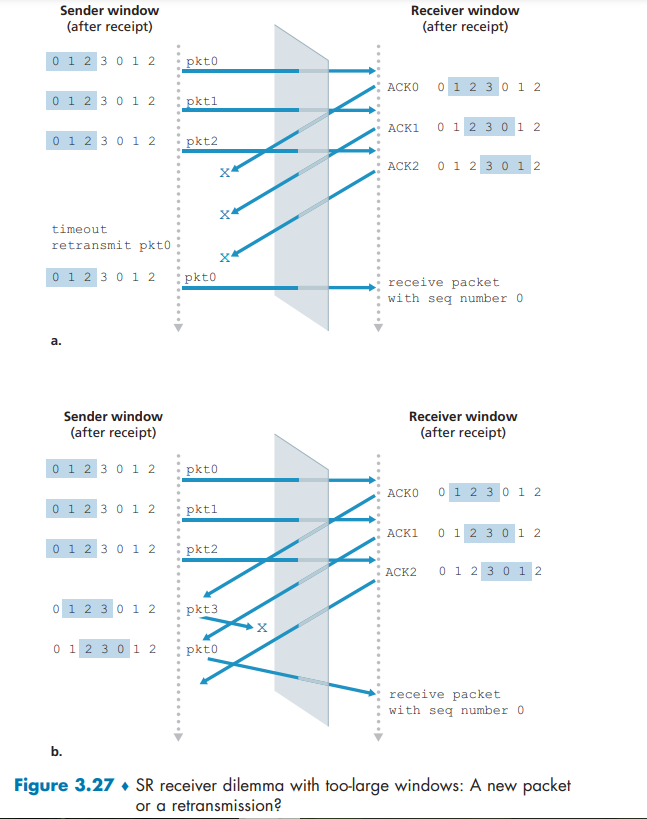 Sender window
(after receipt)
Receiver window
(after receipt)
0 1 2 3 0 1 2
pkt0
ACK0 0 1 2 3 0 1 2
0 1 2 3 0 1 2
pkt1
ACK1 0 1 2 3 0 1 2
0 1 2 3 0 1 2
pkt2
ACK2 0 1 2 3 0 1 2
X
X
timeout
retransmit pkt0
X
0 1 2 3 0 1 2
pkt0
receive packet
with seq number 0
a.
Sender window
(after receipt)
Receiver window
(after receipt)
0 1 2 3 0 1 2
pkt0
ACK0 0 1 2 3 0 1 2
0 1 2 3 0 1 2
pkt1
ACK1 0 1 2 3 0 1 2
0 1 2 3 0 1 2
pkt2
ACK2 0 1 2 3 0 1 2
0 1 2 3 0 1 2
pkt3
X
0 1 2 3 0 1 2
pkt0
receive packet
with seq number 0
b.
Figure 3.27 ♦ SR receiver dilemma with too-large windows: A new packet
or a retransmission?